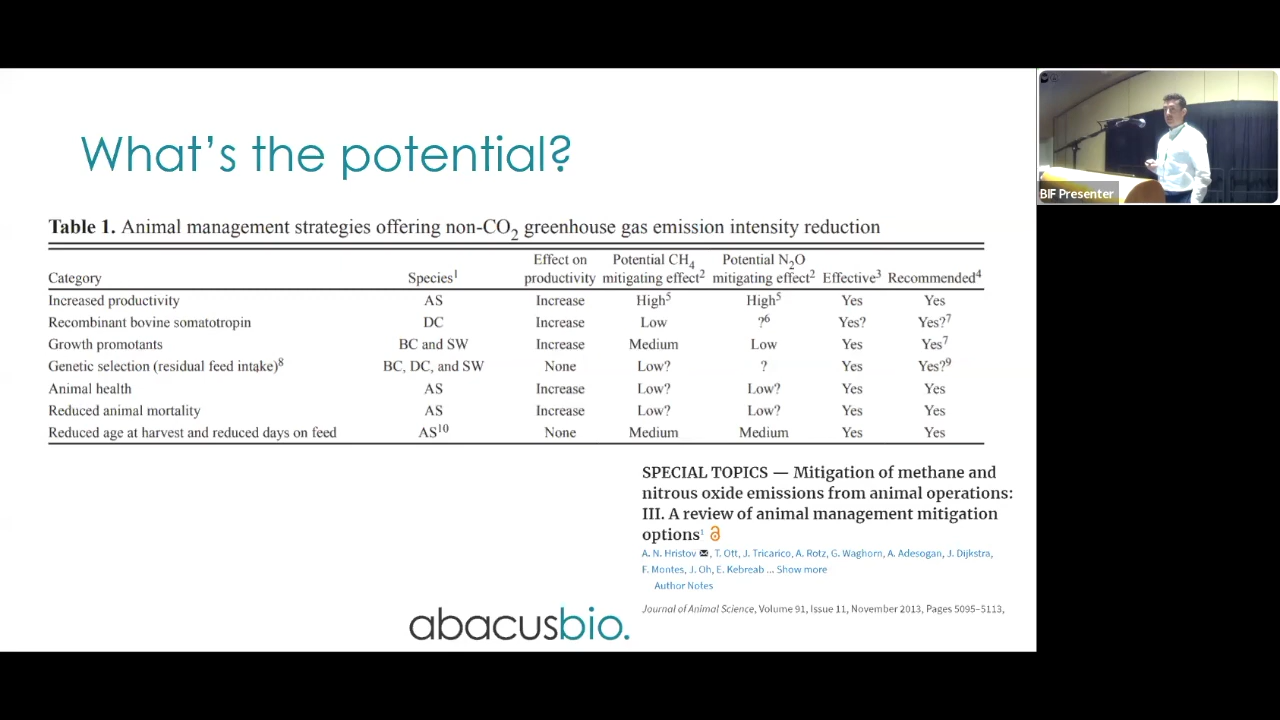 What's the potential?
BIF Presenter
Table 1. Animal management strategies offering non-CO₂ greenhouse gas emission intensity reduction
Category Species¹ Effect on productivity Potential CH₄ mitigating effect² Potential N₂O mitigating effect² Effective³ Recommended⁴
Increased productivity AS Increase High⁵ High⁵ Yes Yes
Recombinant bovine somatotropin DC Increase Low ?⁶ Yes? Yes?⁷
Growth promotants BC and SW Increase Medium Low Yes Yes⁷
Genetic selection (residual feed intake)⁸ BC, DC, and SW None Low? ? Yes Yes?⁹
Animal health AS Increase Low? Low? Yes Yes
Reduced animal mortality AS Increase Low? Low? Yes Yes
Reduced age at harvest and reduced days on feed AS¹⁰ None Medium Medium Yes Yes
SPECIAL TOPICS — Mitigation of methane and
nitrous oxide emissions from animal operations:
III. A review of animal management mitigation
options¹
A. N. Hristov, T. Ott, J. Tricarico, A. Rotz, G. Waghorn, A. Adesogan, J. Dijkstra,
F. Montes, J. Oh, E. Kebreab ... Show more
Author Notes
Journal of Animal Science, Volume 91, Issue 11, November 2013, Pages 5095–5113,
abacusbio.